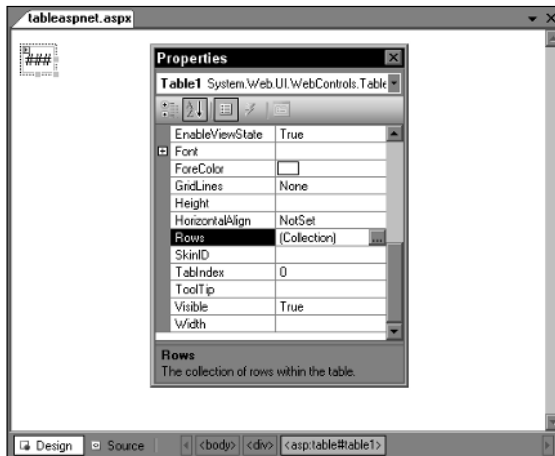 tableaspnet.aspx
###
Properties
Table1 System.Web.UI.WebControls.Table
EnableViewState True
Font
ForeColor
GridLines None
Height
HorizontalAlign NotSet
Rows (Collection) ...
SkinID
TabIndex 0
ToolTip
Visible True
Width
Rows
The collection of rows within the table.
Design Source <body> <div> <asp:table#table1>